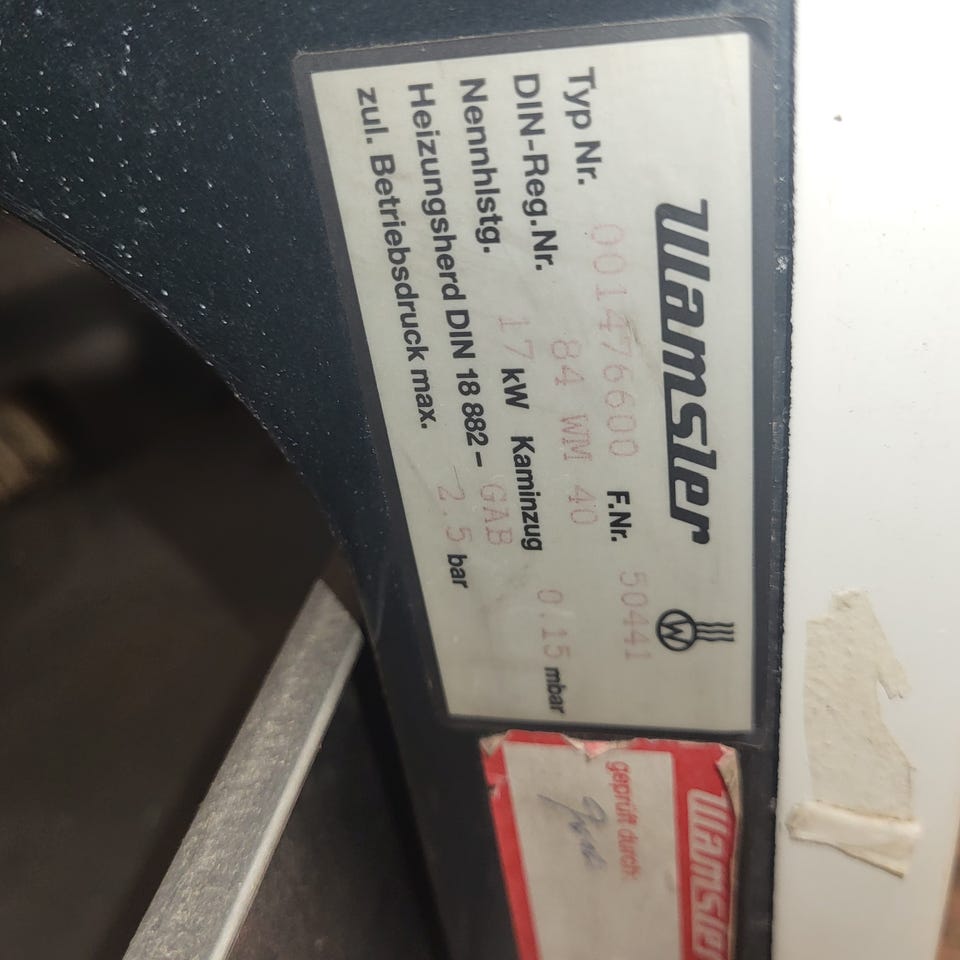 Wamsler
W
Typ Nr. 001476600 F.Nr. 50441
DIN-Reg.Nr. 84 WM 40
Nennhlstg. 17 kW Kaminzug 0.15 mbar
Heizungsherd DIN 18 882– GAB
zul. Betriebsdruck max. 2.5 bar
Wamsler
geprüft durch: